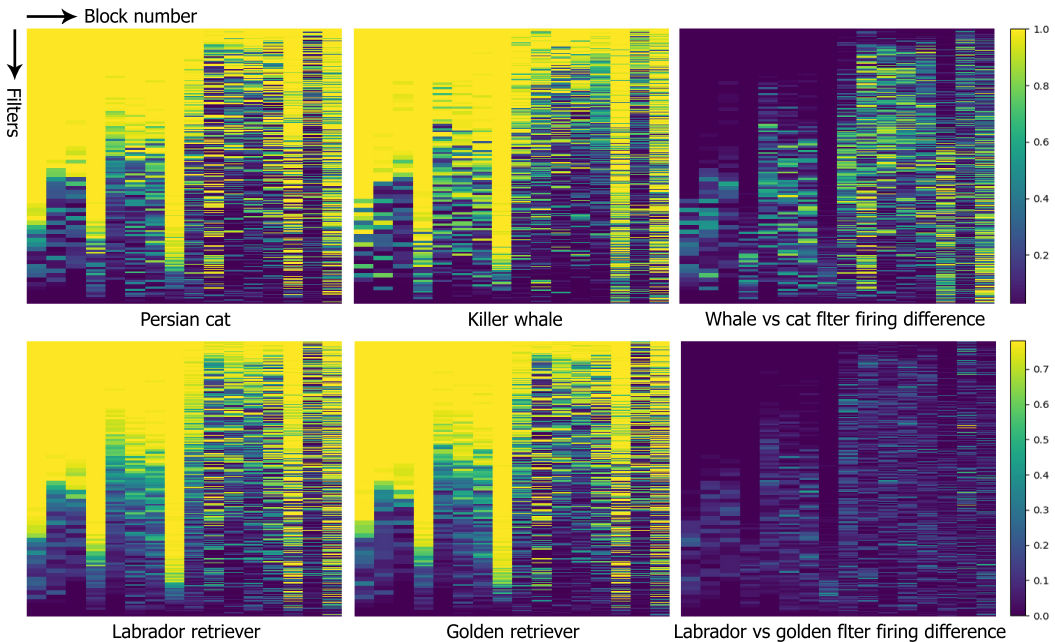 Block number
Filters
1.0
0.8
0.6
0.4
0.2
Persian cat
Killer whale
Whale vs cat flter firing difference
0.7
0.6
0.5
0.4
0.3
0.2
0.1
0.0
Labrador retriever
Golden retriever
Labrador vs golden flter firing difference